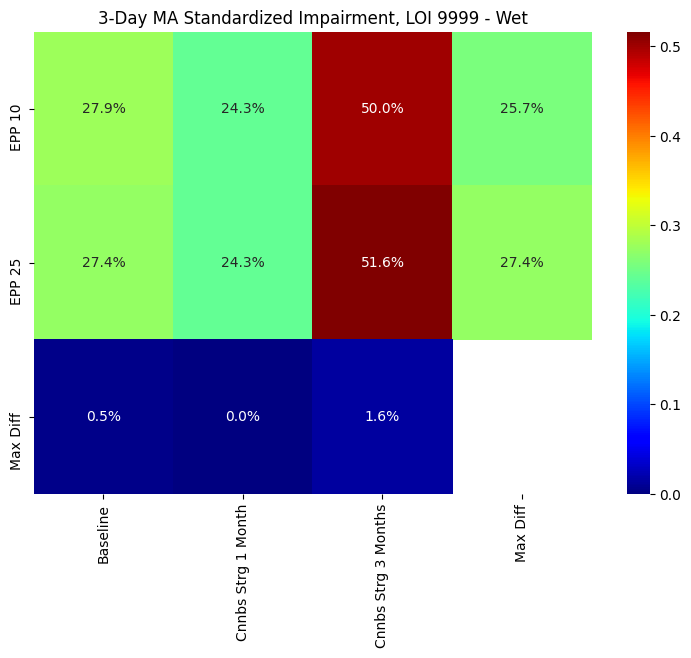 3-Day MA Standardized Impairment, LOI 9999 - Wet
EPP 10
27.9%
24.3%
50.0%
25.7%
EPP 25
27.4%
24.3%
51.6%
27.4%
Max Diff
0.5%
0.0%
1.6%
Baseline
Cnnbs Strg 1 Month
Cnnbs Strg 3 Months
Max Diff
0.5
0.4
0.3
0.2
0.1
0.0